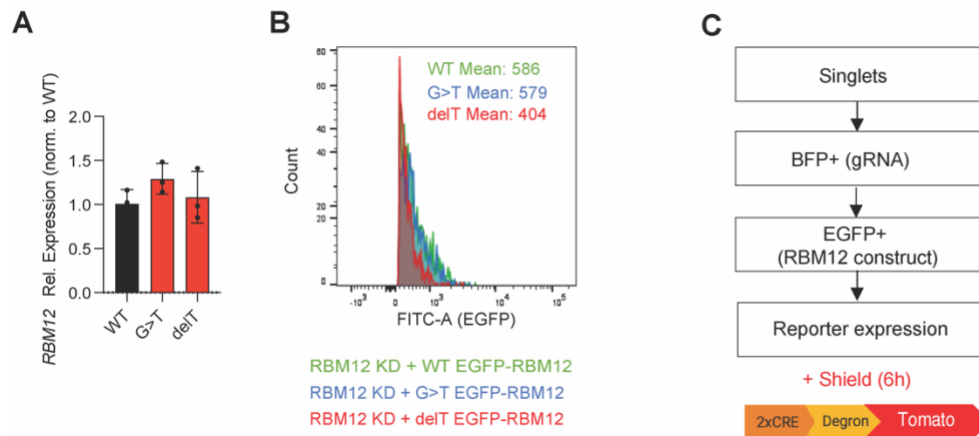 A
RBM12 Rel. Expression (norm. to WT)
2.0
1.5
1.0
0.5
0.0
WT
G>T
delT
B
WT Mean: 586
G>T Mean: 579
delT Mean: 404
Count
60
40
20
20
0
-10³
0
10³
10⁴
10⁵
FITC-A (EGFP)
RBM12 KD + WT EGFP-RBM12
RBM12 KD + G>T EGFP-RBM12
RBM12 KD + delT EGFP-RBM12
C
Singlets
BFP+ (gRNA)
EGFP+
(RBM12 construct)
Reporter expression
+ Shield (6h)
2xCRE
Degron
Tomato